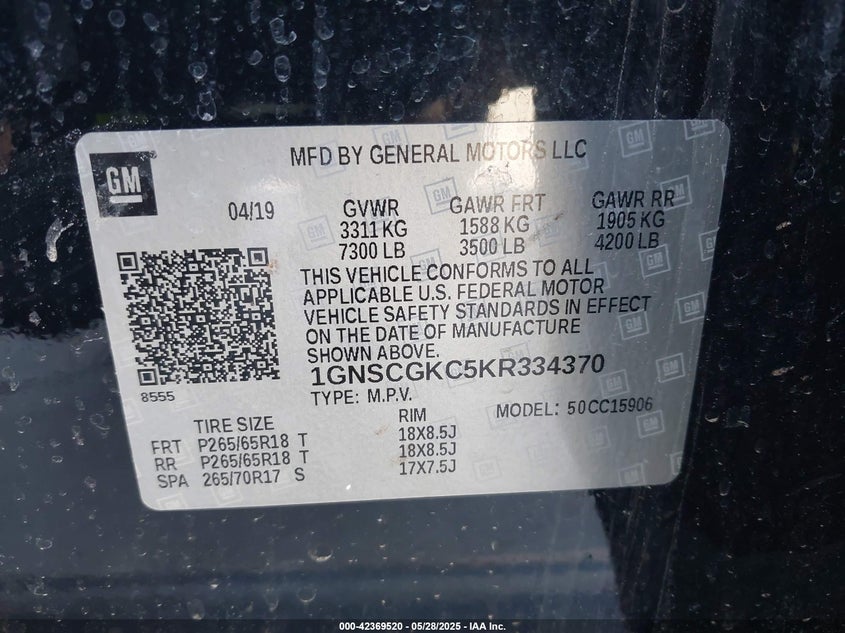 GM
MFD BY GENERAL MOTORS LLC
04/19 GVWR GAWR FRT GAWR RR
3311 KG 1588 KG 1905 KG
7300 LB 3500 LB 4200 LB
THIS VEHICLE CONFORMS TO ALL
APPLICABLE U.S. FEDERAL MOTOR
VEHICLE SAFETY STANDARDS IN EFFECT
ON THE DATE OF MANUFACTURE
SHOWN ABOVE.
8555
1GNSCGKC5KR334370
TYPE: M.P.V. MODEL: 50CC15906
TIRE SIZE RIM
FRT P265/65R18 T 18X8.5J
RR P265/65R18 T 18X8.5J
SPA 265/70R17 S 17X7.5J
000-42369520 | 05/28/2025 - IAA Inc.